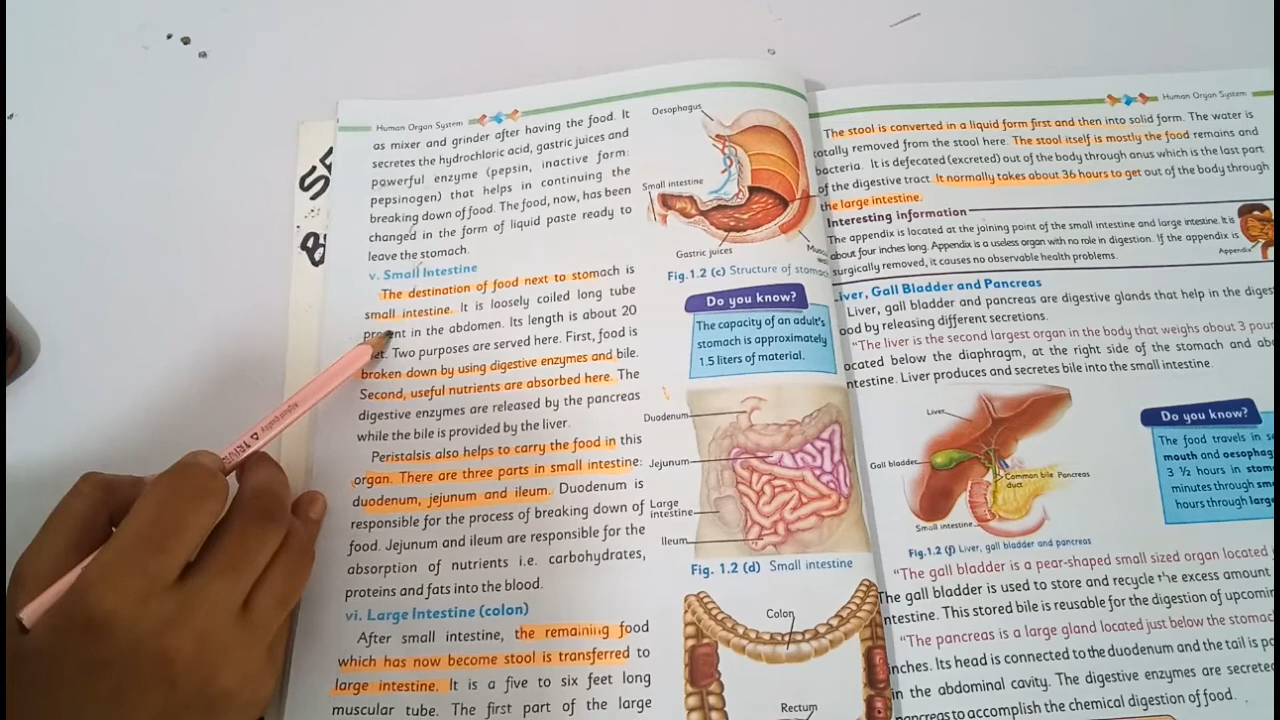 Human Organ System
as mixer and grinder after having the food. It
secretes the hydrochloric acid, gastric juices and
powerful enzyme (pepsin, inactive form:
pepsinogen) that helps in continuing the
breaking down of food. The food, now, has been
changed in the form of liquid paste ready to
leave the stomach.
v. Small Intestine
The destination of food next to stomach is
small intestine. It is loosely coiled long tube
in the abdomen. Its length is about 20
Two purposes are served here. First, food is
broken down by using digestive enzymes and bile.
Second, useful nutrients are absorbed here. The
digestive enzymes are released by the pancreas
while the bile is provided by the liver.
Peristalsis also helps to carry the food in this
organ. There are three parts in small intestine:
duodenum, jejunum and ileum. Duodenum is
responsible for the process of breaking down of
food. Jejunum and ileum are responsible for the
absorption of nutrients i.e. carbohydrates,
proteins and fats into the blood.
vi. Large Intestine (colon)
After small intestine, the remaining food
which has now become stool is transferred to
large intestine. It is a five to six feet long
muscular tube. The first part of the large
Oesophagus
Small intestine
Gastric juices
Fig.1.2 (c) Structure of
Do you know?
The capacity of an adult's
stomach is approximately
1.5 liters of material.
Duodenum
Jejunum
Large
intestine
Ileum
Fig. 1.2 (d) Small intestine
Colon
Rectum
Human Organ System
The stool is converted in a liquid form first and then into solid form. The water is
totally removed from the stool here. The stool itself is mostly the food remains and
bacteria. It is defecated (excreted) out of the body through anus which is the last part
of the digestive tract. It normally takes about 36 hours to get out of the body through
the large intestine.
Interesting Information
The appendix is located at the joining point of the small intestine and large intestine. It is
about four inches long. Appendix is a useless organ with no role in digestion. If the appendix is
surgically removed, it causes no observable health problems.
Appendix
Liver, Gall Bladder and Pancreas
Liver, gall bladder and pancreas are digestive glands that help in the
by releasing different secretions.
"The liver is the second largest organ in the body that weighs about 3
below the diaphragm, at the right side of the stomach and
Liver produces and secretes bile into the small intestine.
Liver
Gall bladder
Common bile
duct
Pancreas
Small intestine
Fig.1.2 (f) Liver, gall bladder and pancreas
Do you know?
The food travels in
mouth and
3 ½ hours in
minutes through
hours through
"The gall bladder is a pear-shaped small sized organ located
The gall bladder is used to store and recycle the excess amount
This stored bile is reusable for the digestion of
"The pancreas is a large gland located just below the
inches. Its head is connected to the duodenum and the tail is
in the abdominal cavity. The digestive enzymes are
pancreas to accomplish the chemical digestion of food.